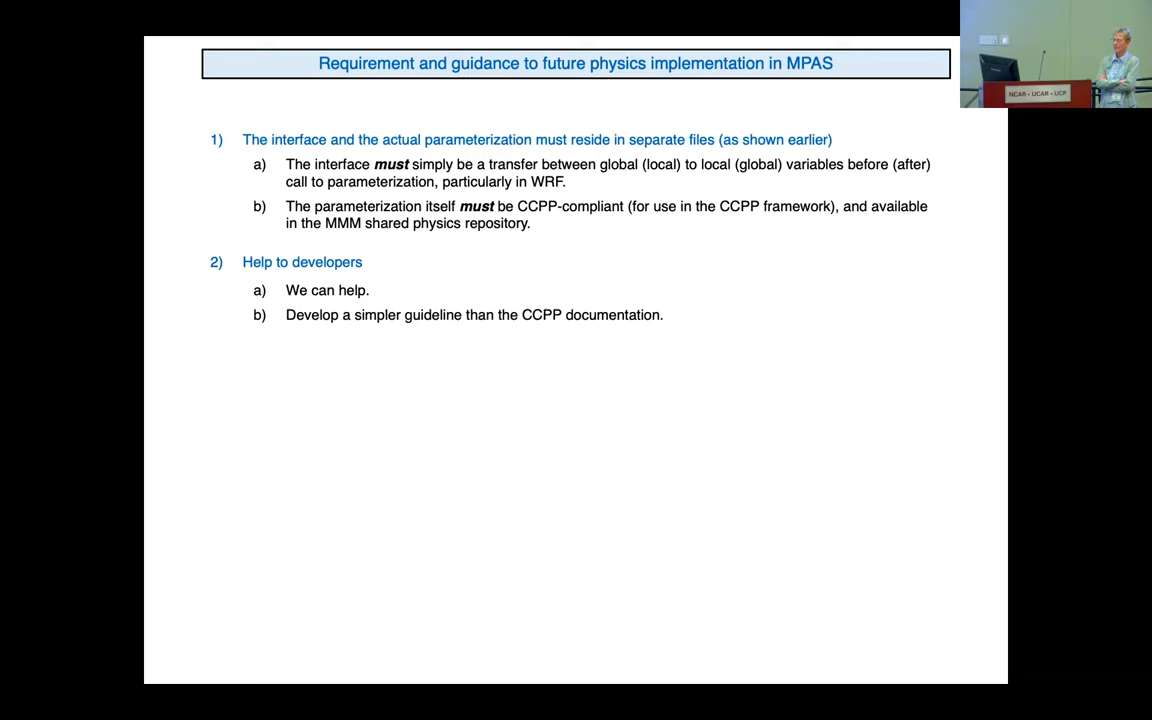 Requirement and guidance to future physics implementation in MPAS
NCAR • UCAR • UCP
1) The interface and the actual parameterization must reside in separate files (as shown earlier)
a) The interface must simply be a transfer between global (local) to local (global) variables before (after)
call to parameterization, particularly in WRF.
b) The parameterization itself must be CCPP-compliant (for use in the CCPP framework), and available
in the MMM shared physics repository.
2) Help to developers
a) We can help.
b) Develop a simpler guideline than the CCPP documentation.